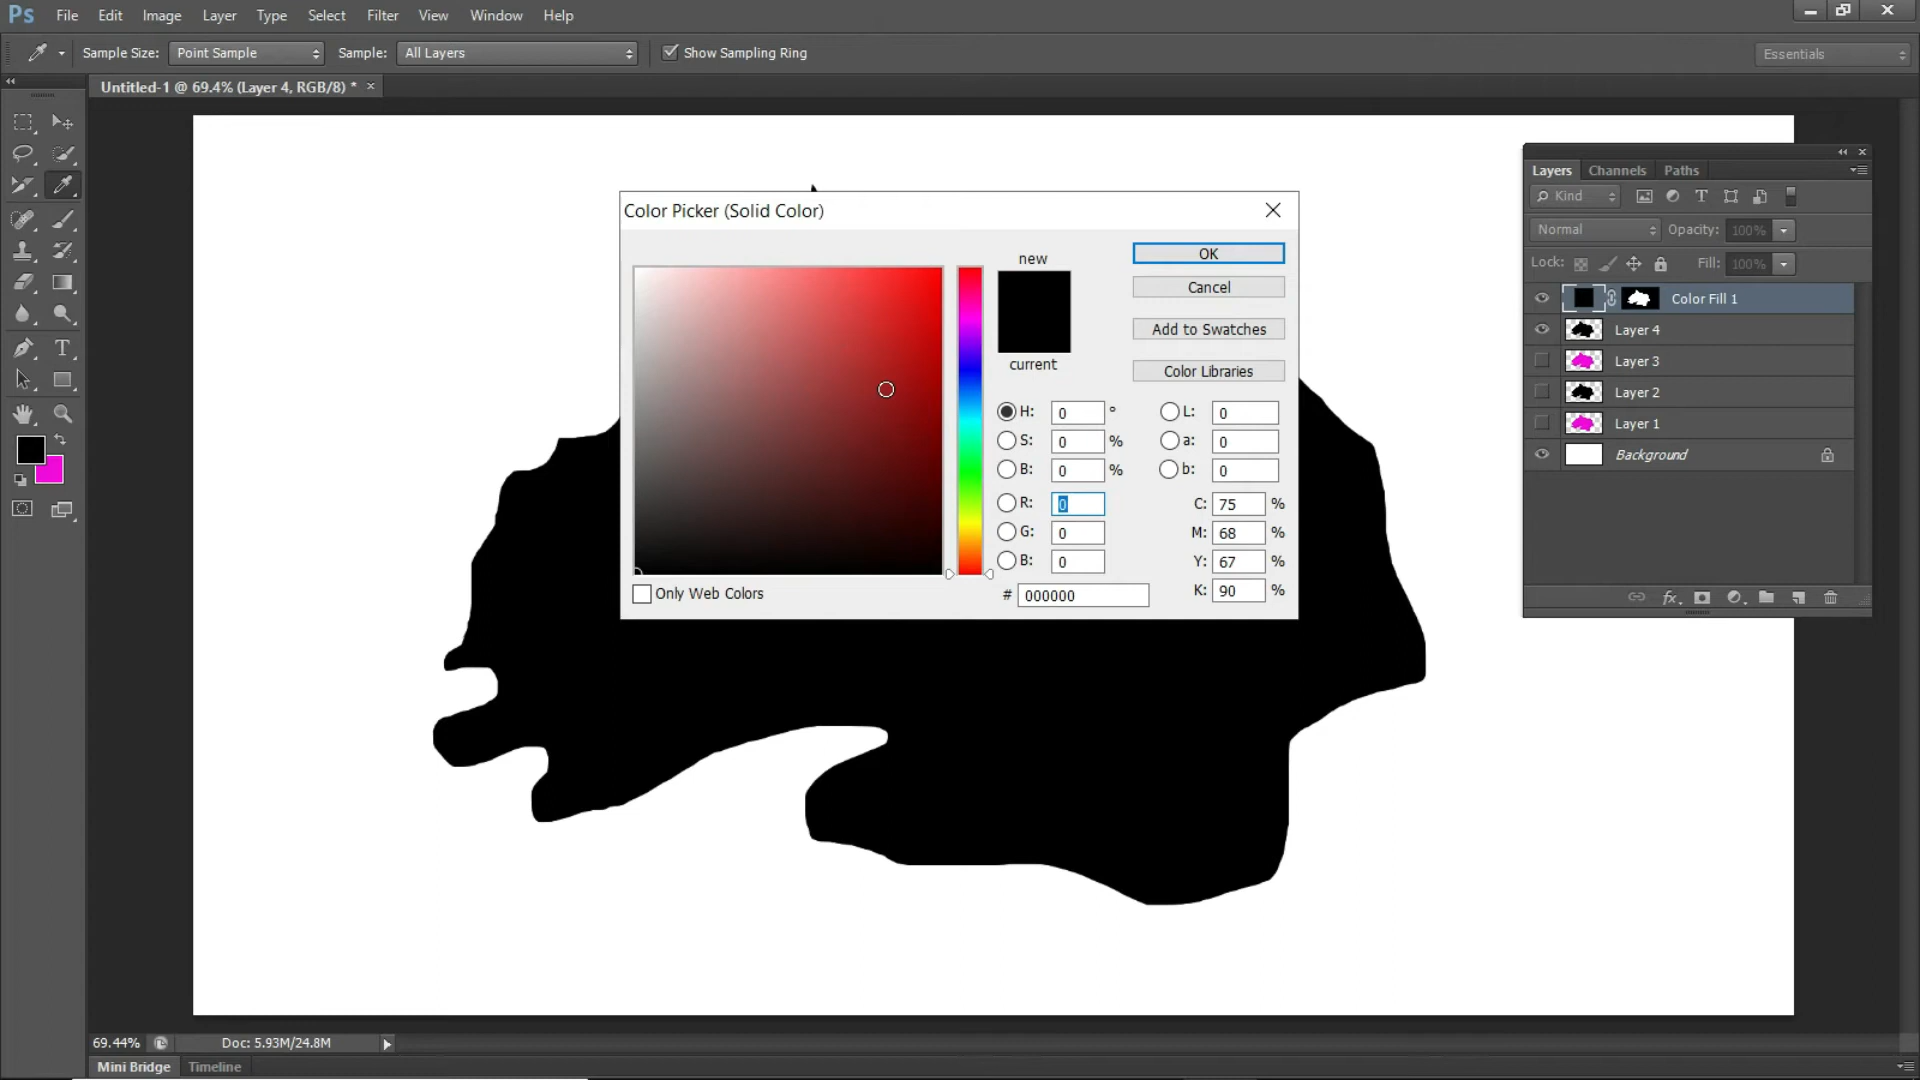 Ps File Edit Image Layer Type Select Filter View Window Help
Sample Size: Point Sample Sample: All Layers Show Sampling Ring Essentials
Untitled-1 @ 69.4% (Layer 4, RGB/8) * ×
Layers Channels Paths
Kind
Normal Opacity: 100%
Lock: Fill: 100%
Color Fill 1
Layer 4
Layer 3
Layer 2
Layer 1
Background
fx
Color Picker (Solid Color)
new
current
OK
Cancel
Add to Swatches
Color Libraries
H: 0 ° L: 0
S: 0 % a: 0
B: 0 % b: 0
R: 0 C: 75 %
G: 0 M: 68 %
B: 0 Y: 67 %
# 000000 K: 90 %
Only Web Colors
69.44% Doc: 5.93M/24.8M
Mini Bridge Timeline